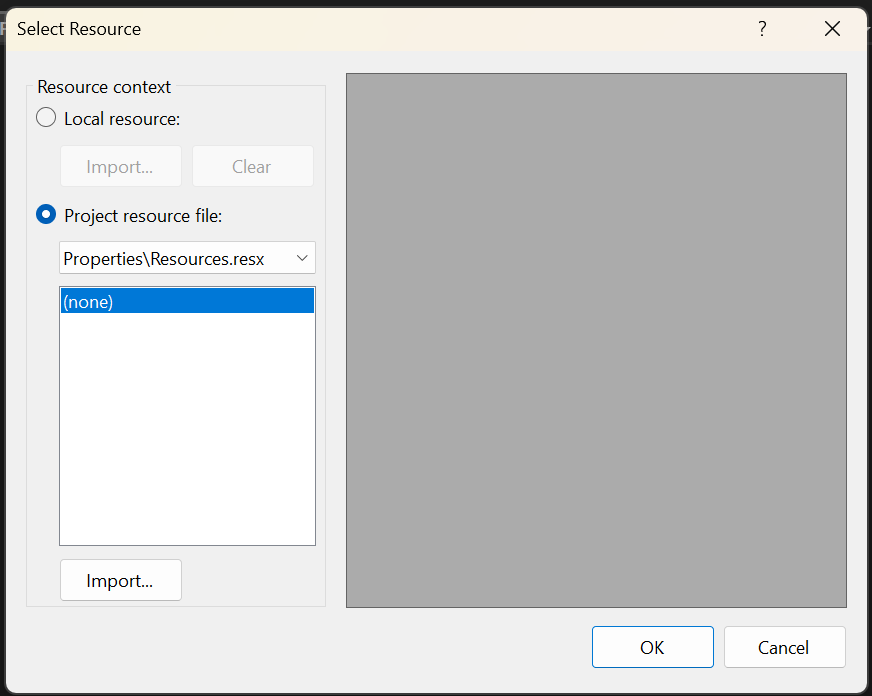 Select Resource
?
Resource context
Local resource:
Import... Clear
Project resource file:
Properties\Resources.resx
(none)
Import...
OK Cancel